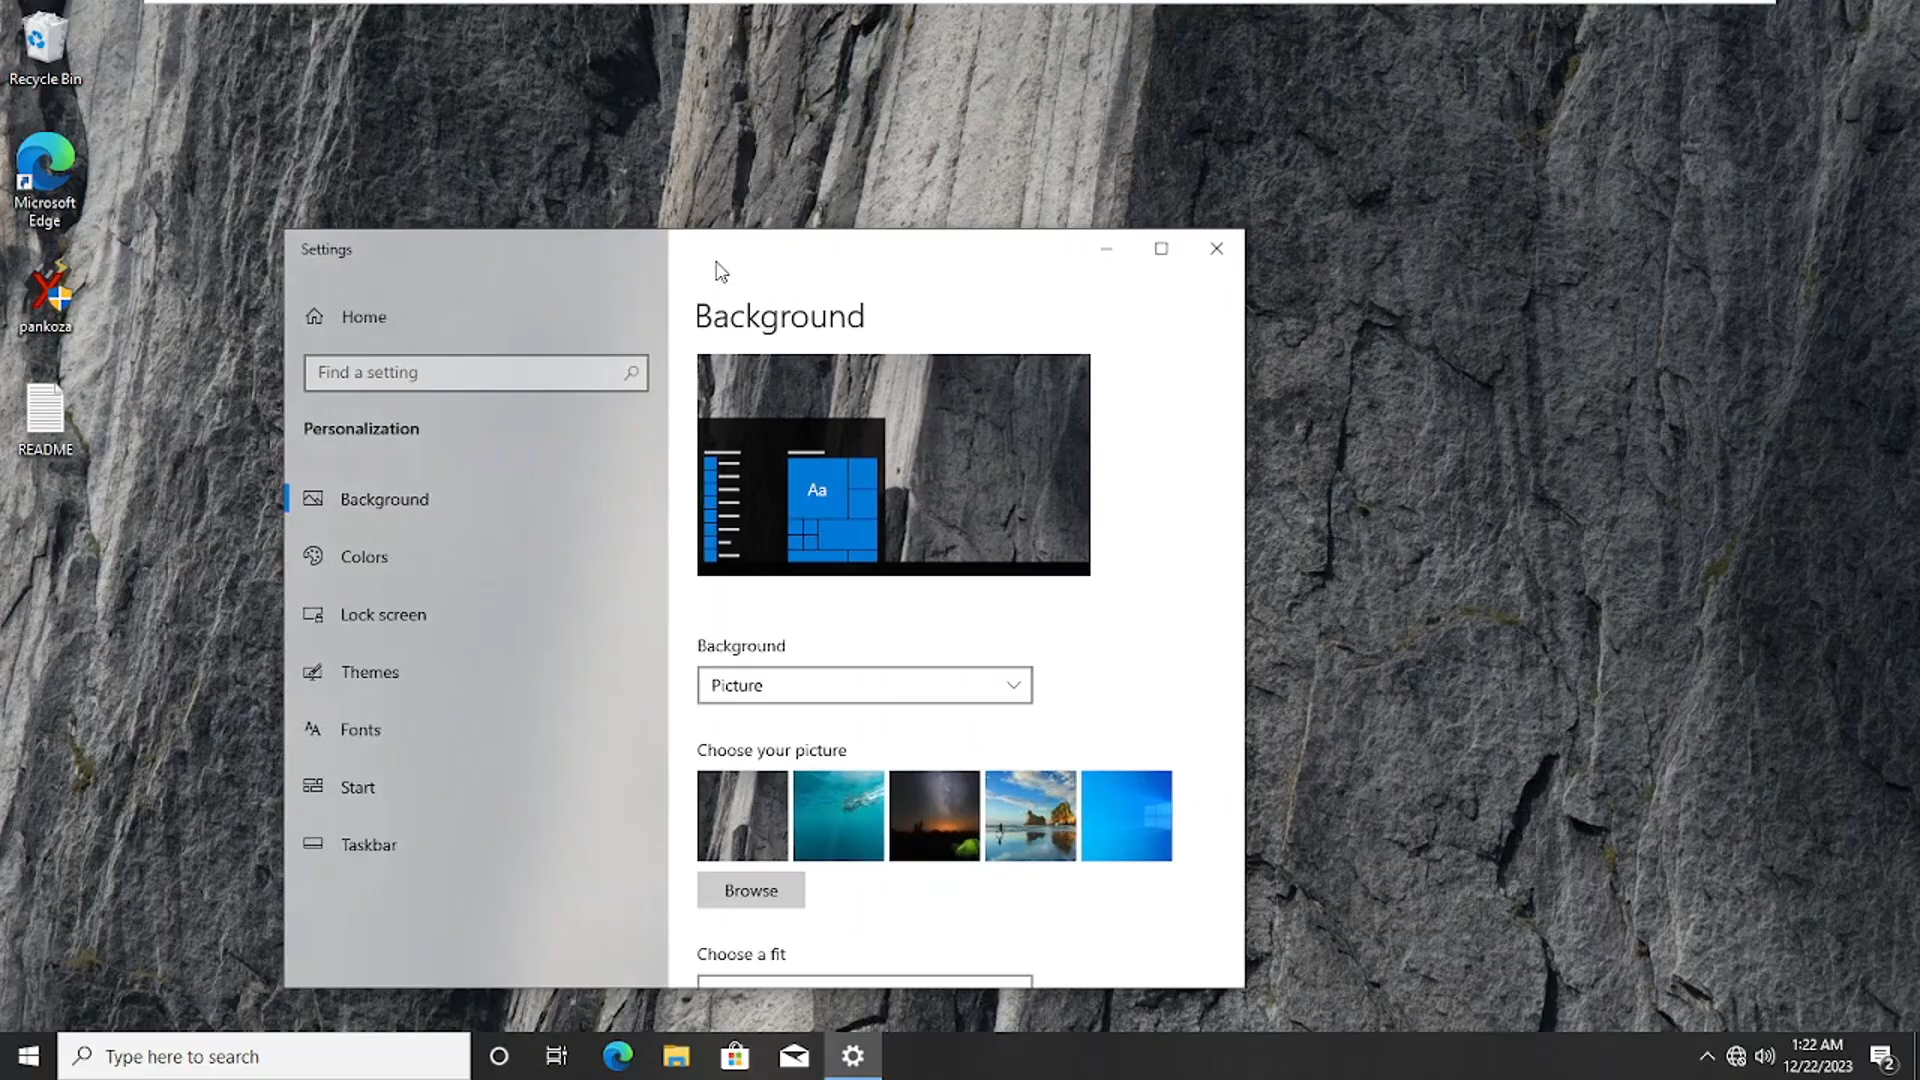 Recycle Bin
Microsoft
Edge
pankoza
README
Settings
Home
Find a setting
Personalization
Background
Colors
Lock screen
Themes
Fonts
Start
Taskbar
Background
Aa
Background
Picture
Choose your picture
Browse
Choose a fit
Type here to search
1:22 AM
12/22/2023
2